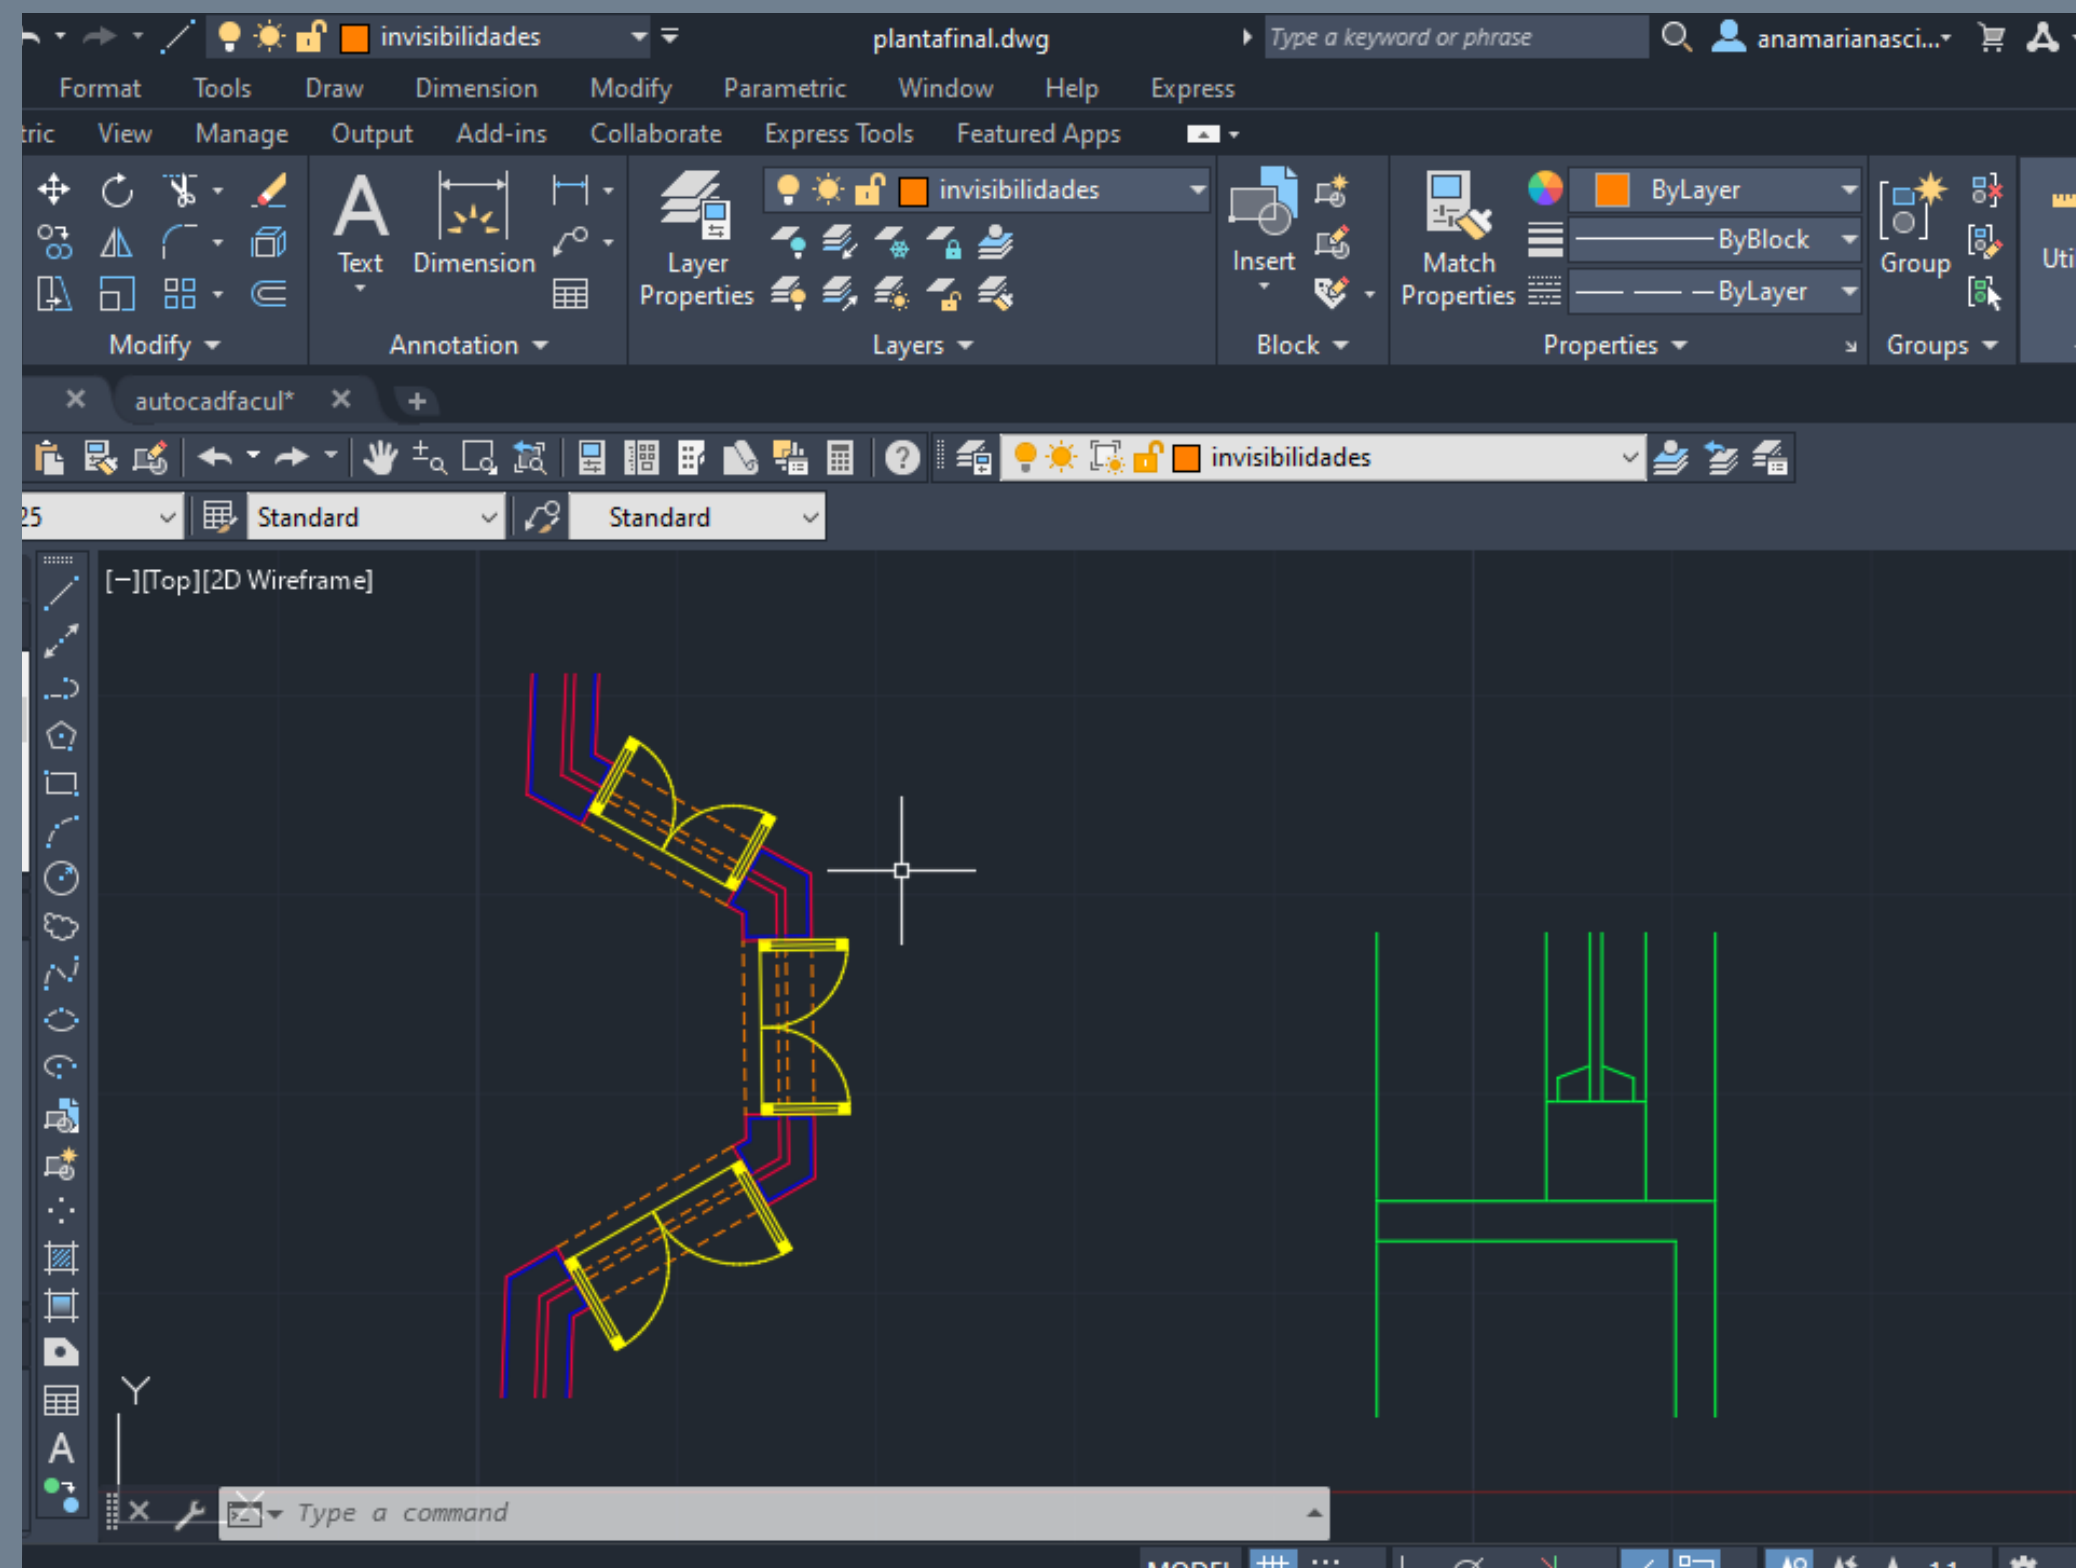 invisibilidades plantafinal.dwg Type a keyword or phrase anamarianasci...
Format Tools Draw Dimension Modify Parametric Window Help Express
tric View Manage Output Add-ins Collaborate Express Tools Featured Apps
invisibilidades ByLayer
ByBlock
Text Dimension Layer Properties Insert Match Properties Group Uti
ByLayer
Modify Annotation Layers Block Properties Groups
autocadfacul*
invisibilidades
25 Standard Standard
[−][Top][2D Wireframe]
Y
Type a command
MODEL 1:1